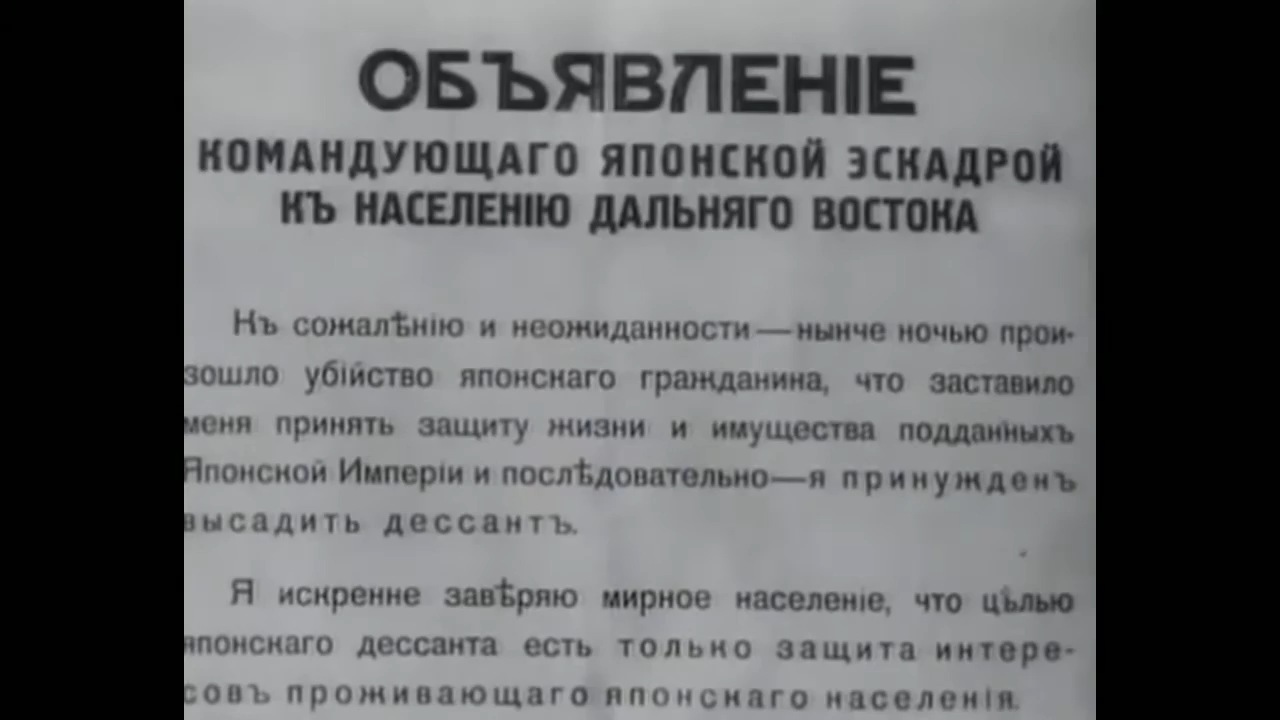 ОБЪЯВЛЕНІЕ
КОМАНДУЮЩАГО ЯПОНСКОЙ ЭСКАДРОЙ
КЪ НАСЕЛЕНІЮ ДАЛЬНЯГО ВОСТОКА
Къ сожалѣнію и неожиданности—нынче ночью прои-
зошло убійство японскаго гражданина, что заставило
меня принять защиту жизни и имущества подданныхъ
Японской Имперіи и послѣдовательно—я принужденъ
высадить дессантъ.
Я искренне завѣряю мирное населеніе, что цѣлью
японскаго дессанта есть только защита интере-
совъ проживающаго японскаго населенія.